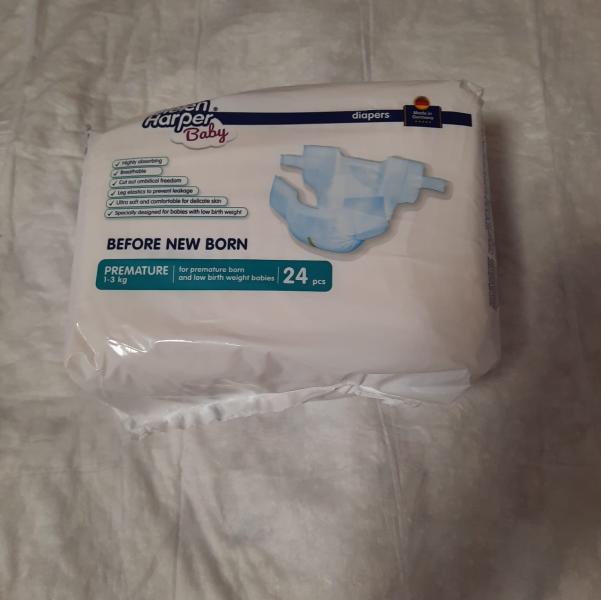 Harper
Baby
diapers
Made in
Germany
Highly absorbing
Breathable
Cut out umbilical freedom
Leg elastics to prevent leakage
Ultra soft and comfortable for delicate skin
Specially designed for babies with low birth weight
BEFORE NEW BORN
PREMATURE
1-3 kg
for premature born
and low birth weight babies
24 pcs